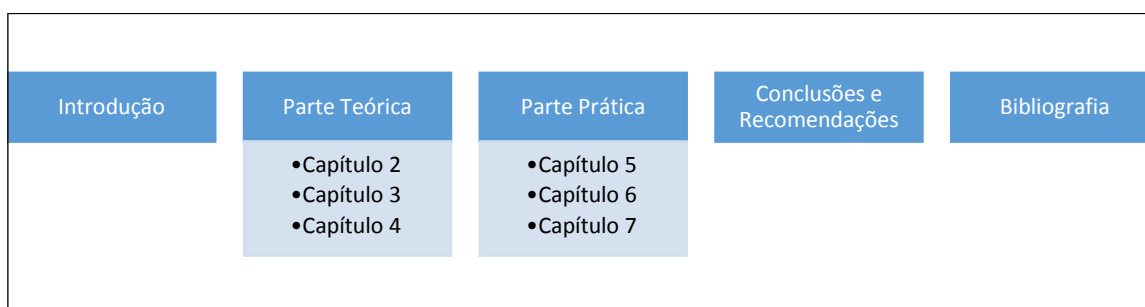 Introdução
Parte Teórica
•Capítulo 2
•Capítulo 3
•Capítulo 4
Parte Prática
•Capítulo 5
•Capítulo 6
•Capítulo 7
Conclusões e
Recomendações
Bibliografia